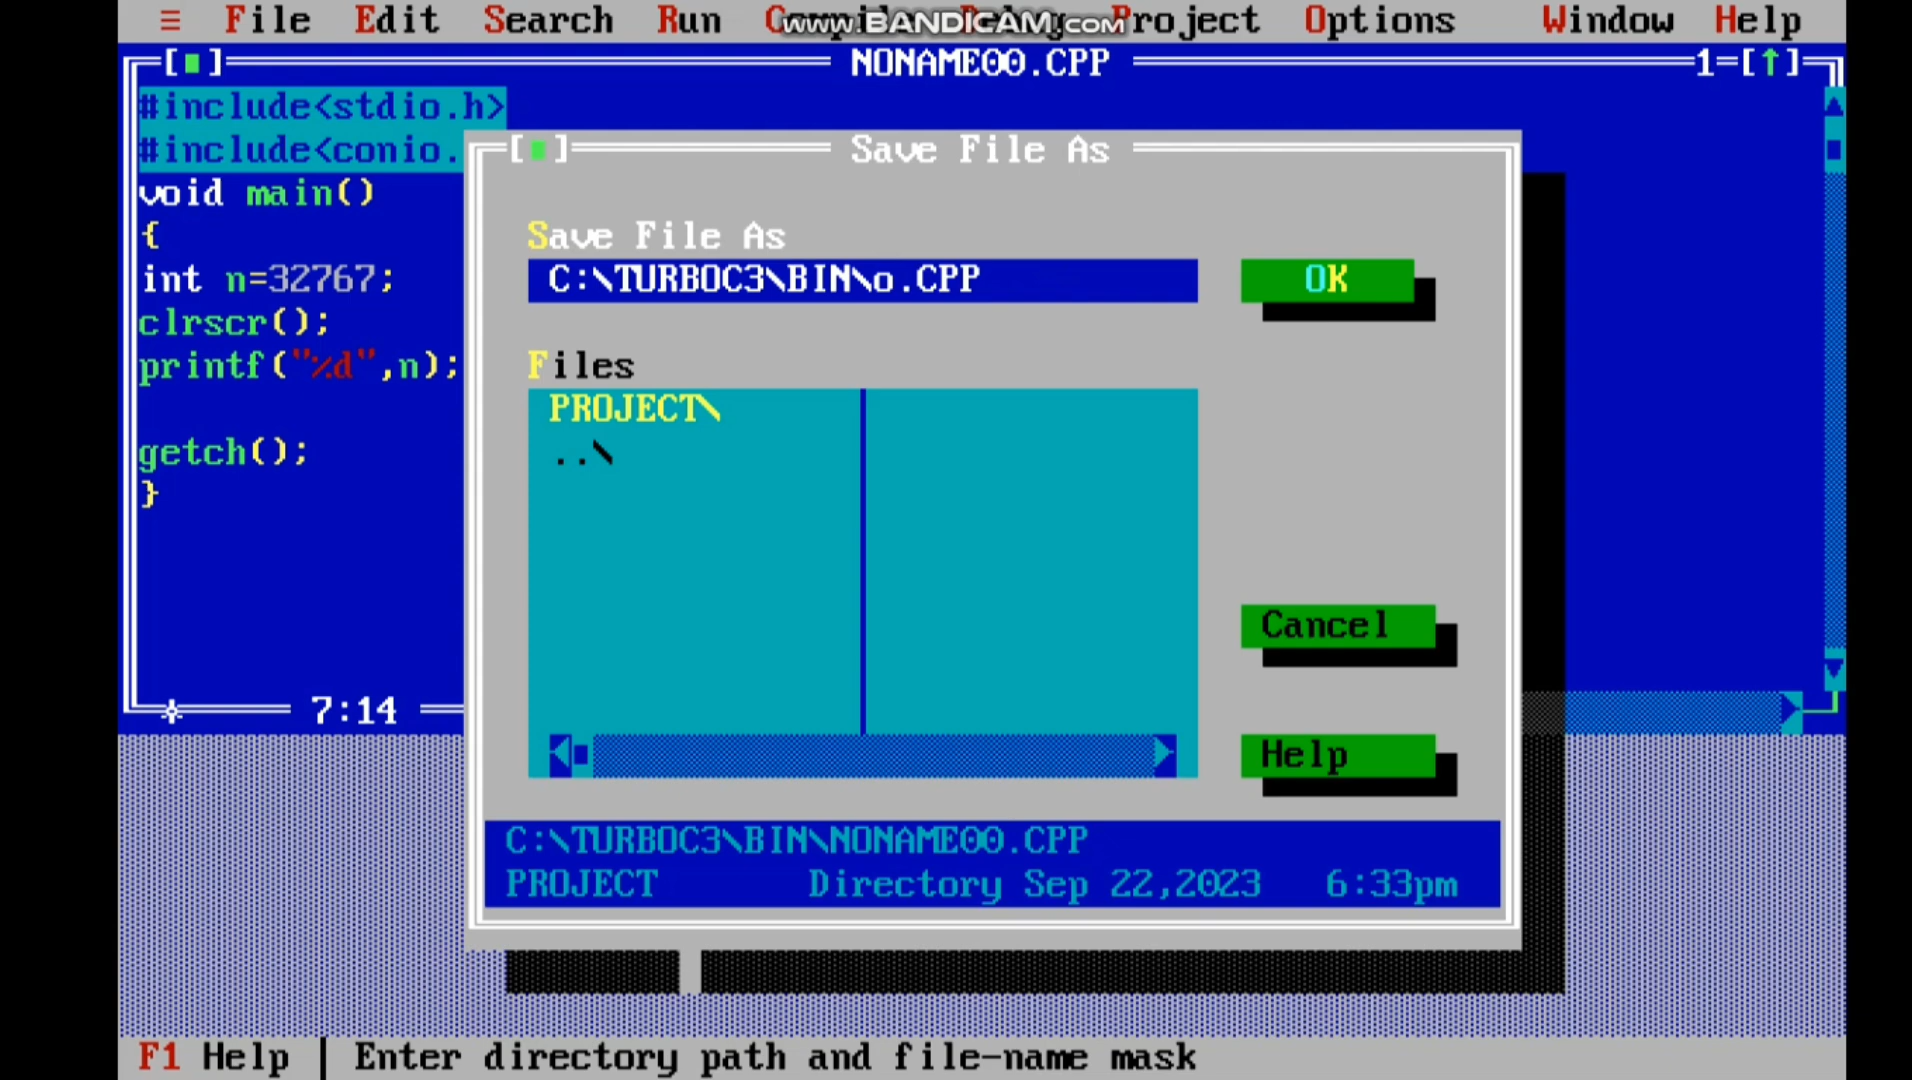 ≡ File Edit Search Run Project Options Window Help
www.BANDICAM.com
[■] NONAME00.CPP 1=[↑]
#include<stdio.h>
#include<conio.
void main()
{
int n=32767;
clrscr();
printf("%d",n);
getch();
}
7:14
[■] Save File As
Save File As
C:\TURBOC3\BIN\o.CPP
OK
Files
PROJECT\
..\
Cancel
Help
C:\TURBOC3\BIN\NONAME00.CPP
PROJECT Directory Sep 22,2023 6:33pm
F1 Help | Enter directory path and file-name mask